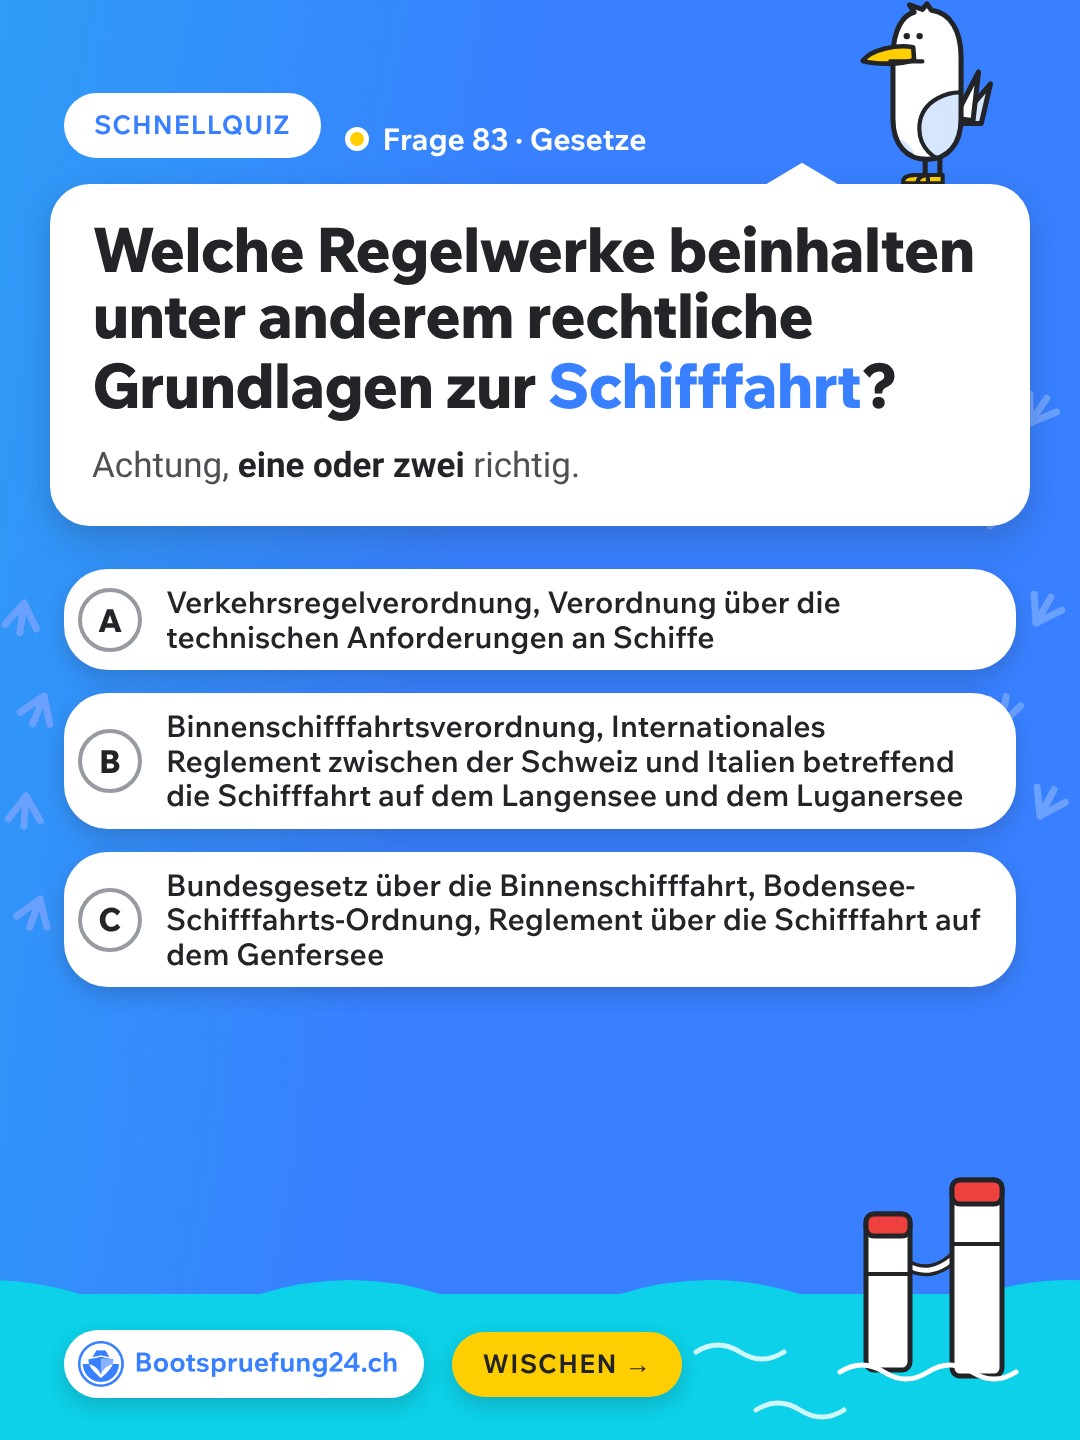 SCHNELLQUIZ
Frage 83 · Gesetze
Welche Regelwerke beinhalten
unter anderem rechtliche
Grundlagen zur Schifffahrt?
Achtung, eine oder zwei richtig.
A
Verkehrsregelverordnung, Verordnung über die
technischen Anforderungen an Schiffe
B
Binnenschifffahrtsverordnung, Internationales
Reglement zwischen der Schweiz und Italien betreffend
die Schifffahrt auf dem Langensee und dem Luganersee
C
Bundesgesetz über die Binnenschifffahrt, Bodensee-
Schifffahrts-Ordnung, Reglement über die Schifffahrt auf
dem Genfersee
Bootspruefung24.ch
WISCHEN →